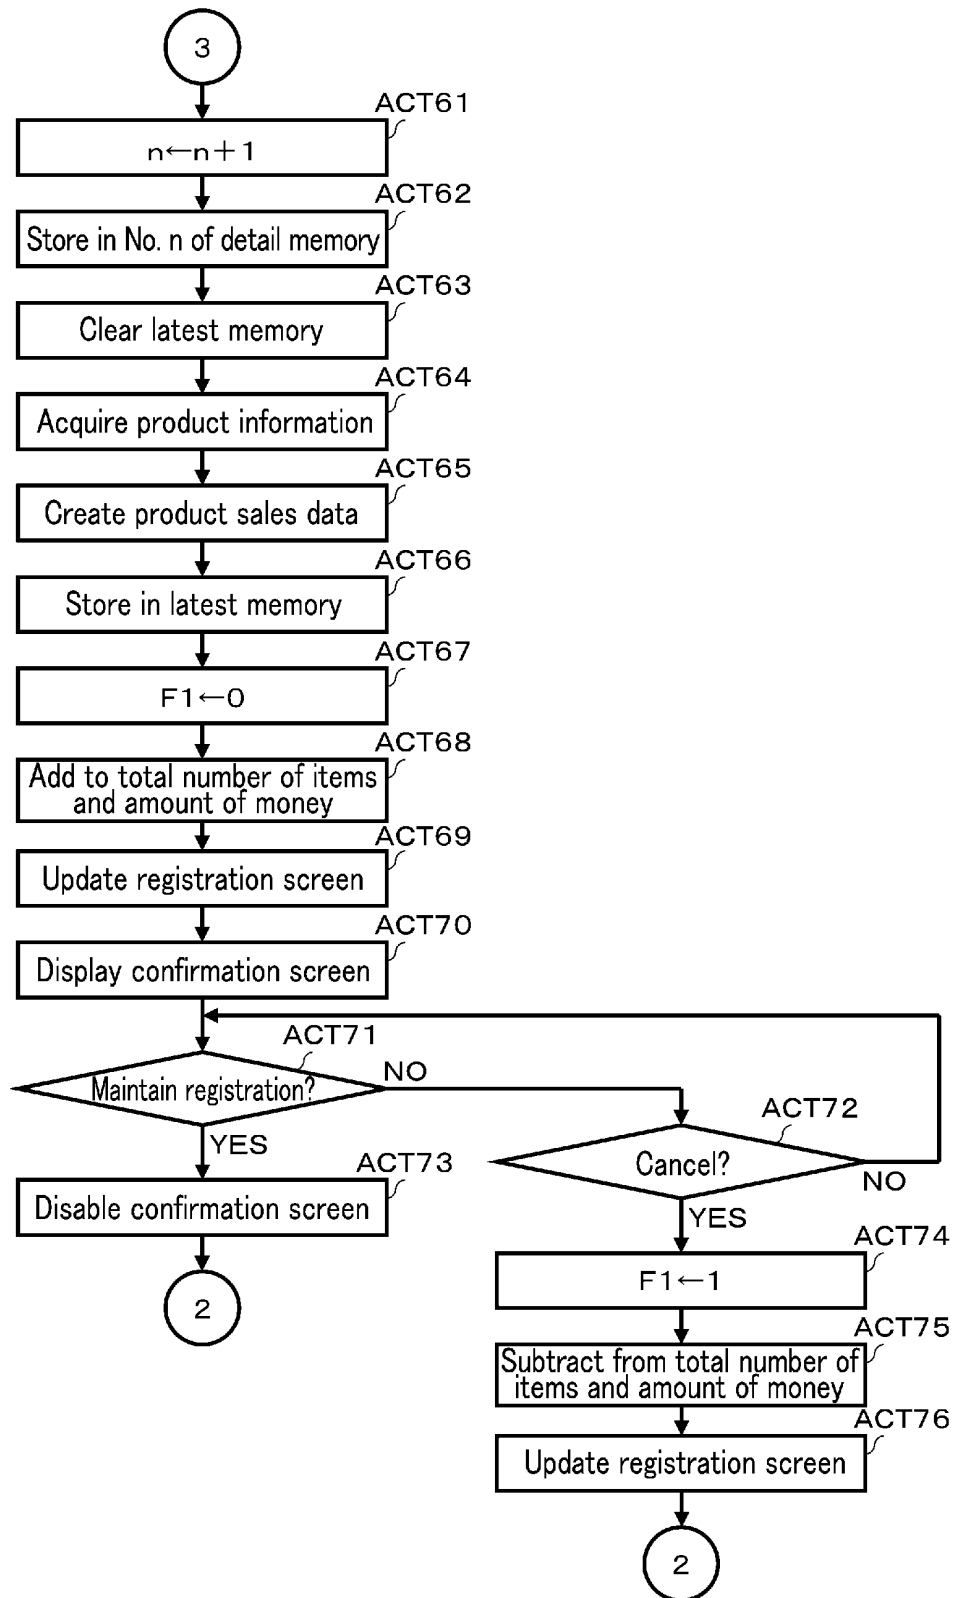 3
ACT61
n←n+1
ACT62
Store in No. n of detail memory
ACT63
Clear latest memory
ACT64
Acquire product information
ACT65
Create product sales data
ACT66
Store in latest memory
ACT67
F1←0
ACT68
Add to total number of items
and amount of money
ACT69
Update registration screen
ACT70
Display confirmation screen
ACT71
Maintain registration?
NO
YES
ACT72
Cancel?
NO
YES
ACT73
Disable confirmation screen
2
ACT74
F1←1
ACT75
Subtract from total number of
items and amount of money
ACT76
Update registration screen
2